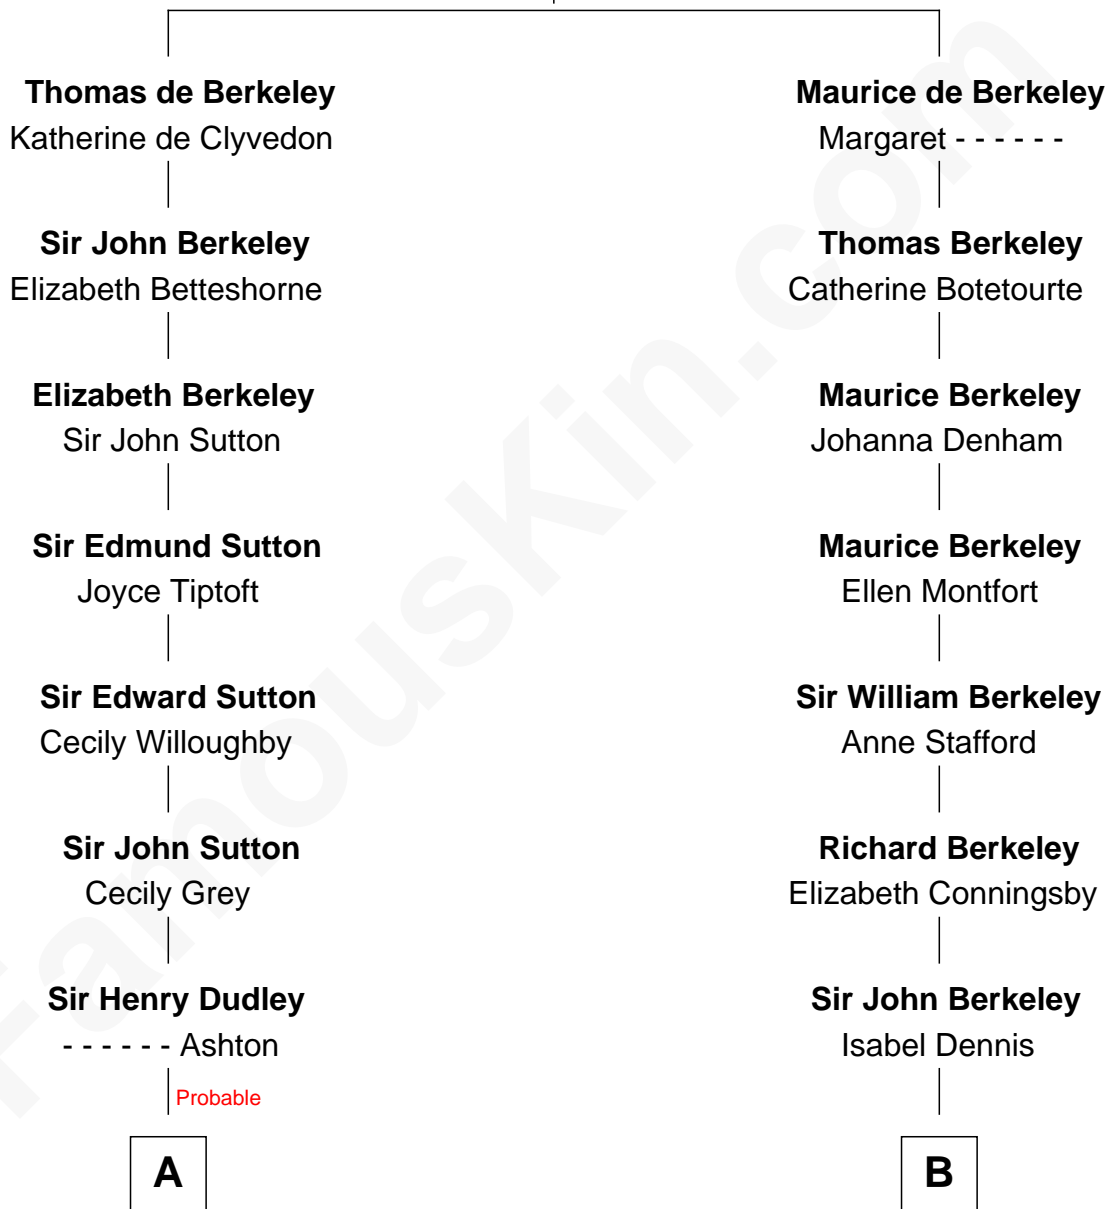 Thomas de Berkeley
Katherine de Clyvedon
Sir John Berkeley
Elizabeth Betteshorne
Elizabeth Berkeley
Sir John Sutton
Sir Edmund Sutton
Joyce Tiptoft
Sir Edward Sutton
Cecily Willoughby
Sir John Sutton
Cecily Grey
Sir Henry Dudley
- - - - - - Ashton
Probable
A
Maurice de Berkeley
Margaret - - - - - -
Thomas Berkeley
Catherine Botetourte
Maurice Berkeley
Johanna Denham
Maurice Berkeley
Ellen Montfort
Sir William Berkeley
Anne Stafford
Richard Berkeley
Elizabeth Conningsby
Sir John Berkeley
Isabel Dennis
B
FamousKin.com